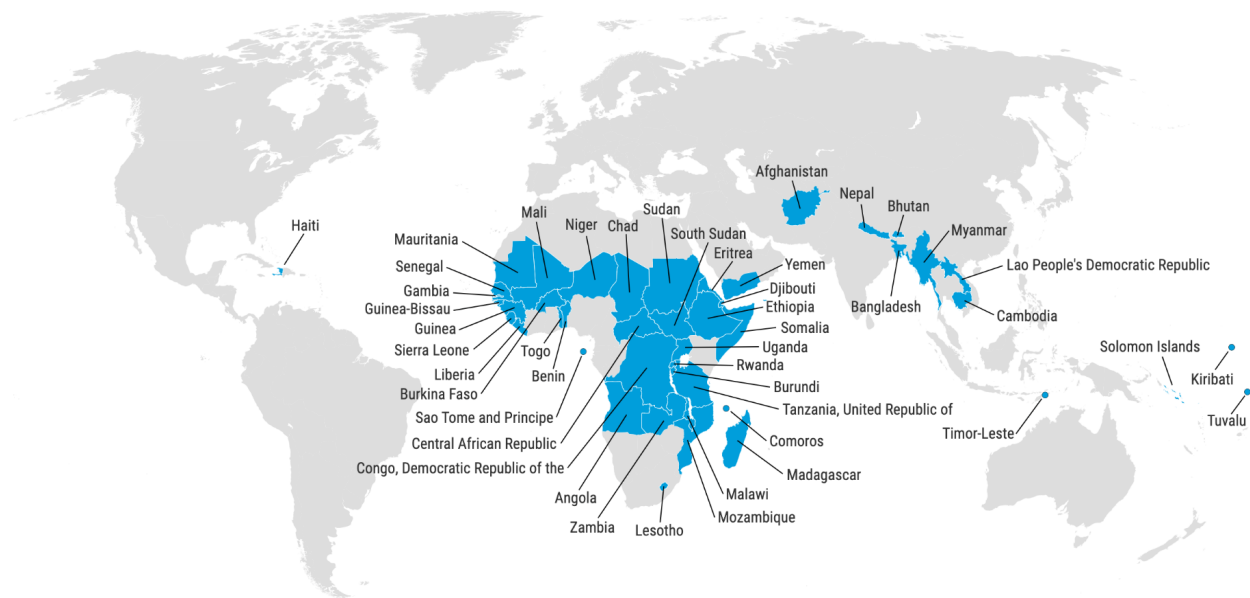 Afghanistan
Nepal
Bhutan
Haiti
Mali
Niger
Chad
Sudan
South Sudan
Myanmar
Mauritania
Eritrea
Senegal
Yemen
Lao People's Democratic Republic
Gambia
Djibouti
Guinea-Bissau
Ethiopia
Bangladesh
Cambodia
Guinea
Somalia
Sierra Leone
Togo
Uganda
Solomon Islands
Liberia
Benin
Rwanda
Kiribati
Burkina Faso
Burundi
Sao Tome and Principe
Tanzania, United Republic of
Tuvalu
Timor-Leste
Central African Republic
Comoros
Congo, Democratic Republic of the
Madagascar
Angola
Malawi
Zambia
Lesotho
Mozambique